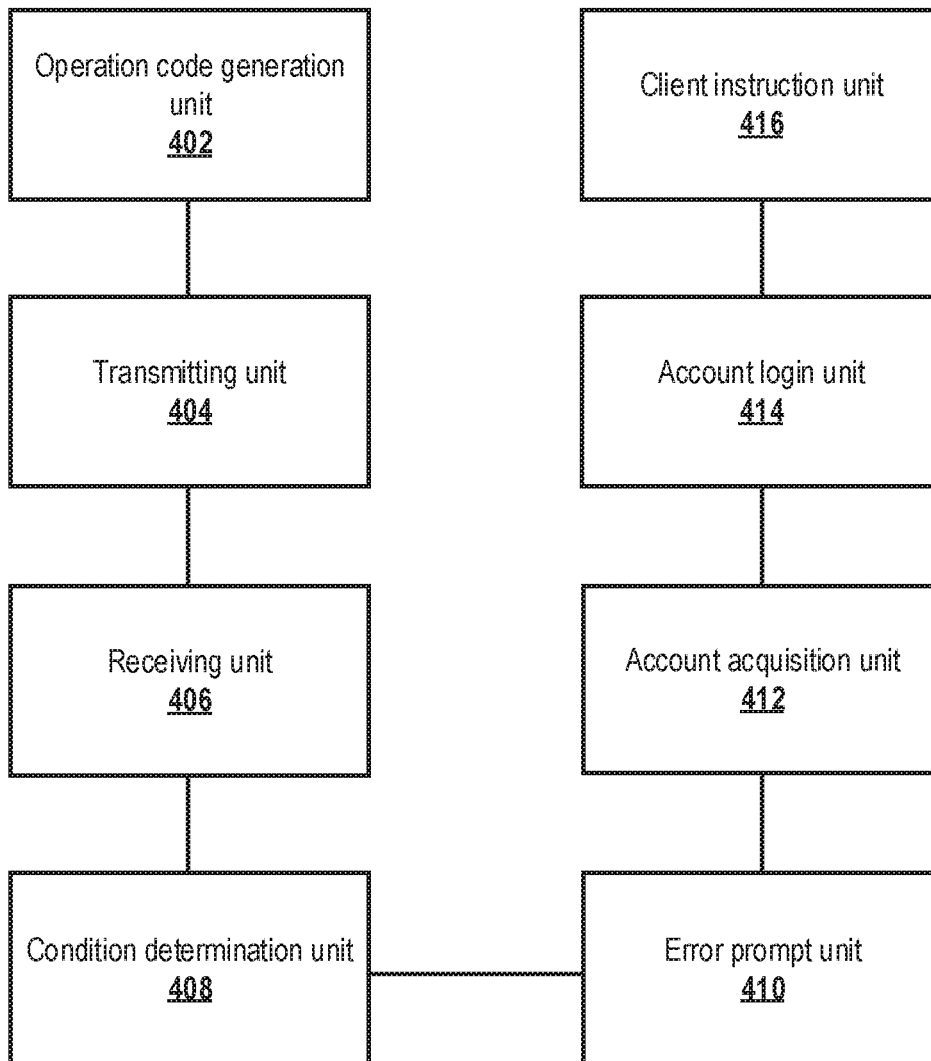 Operation code generation
unit
402
Transmitting unit
404
Receiving unit
406
Condition determination unit
408
Client instruction unit
416
Account login unit
414
Account acquisition unit
412
Error prompt unit
410